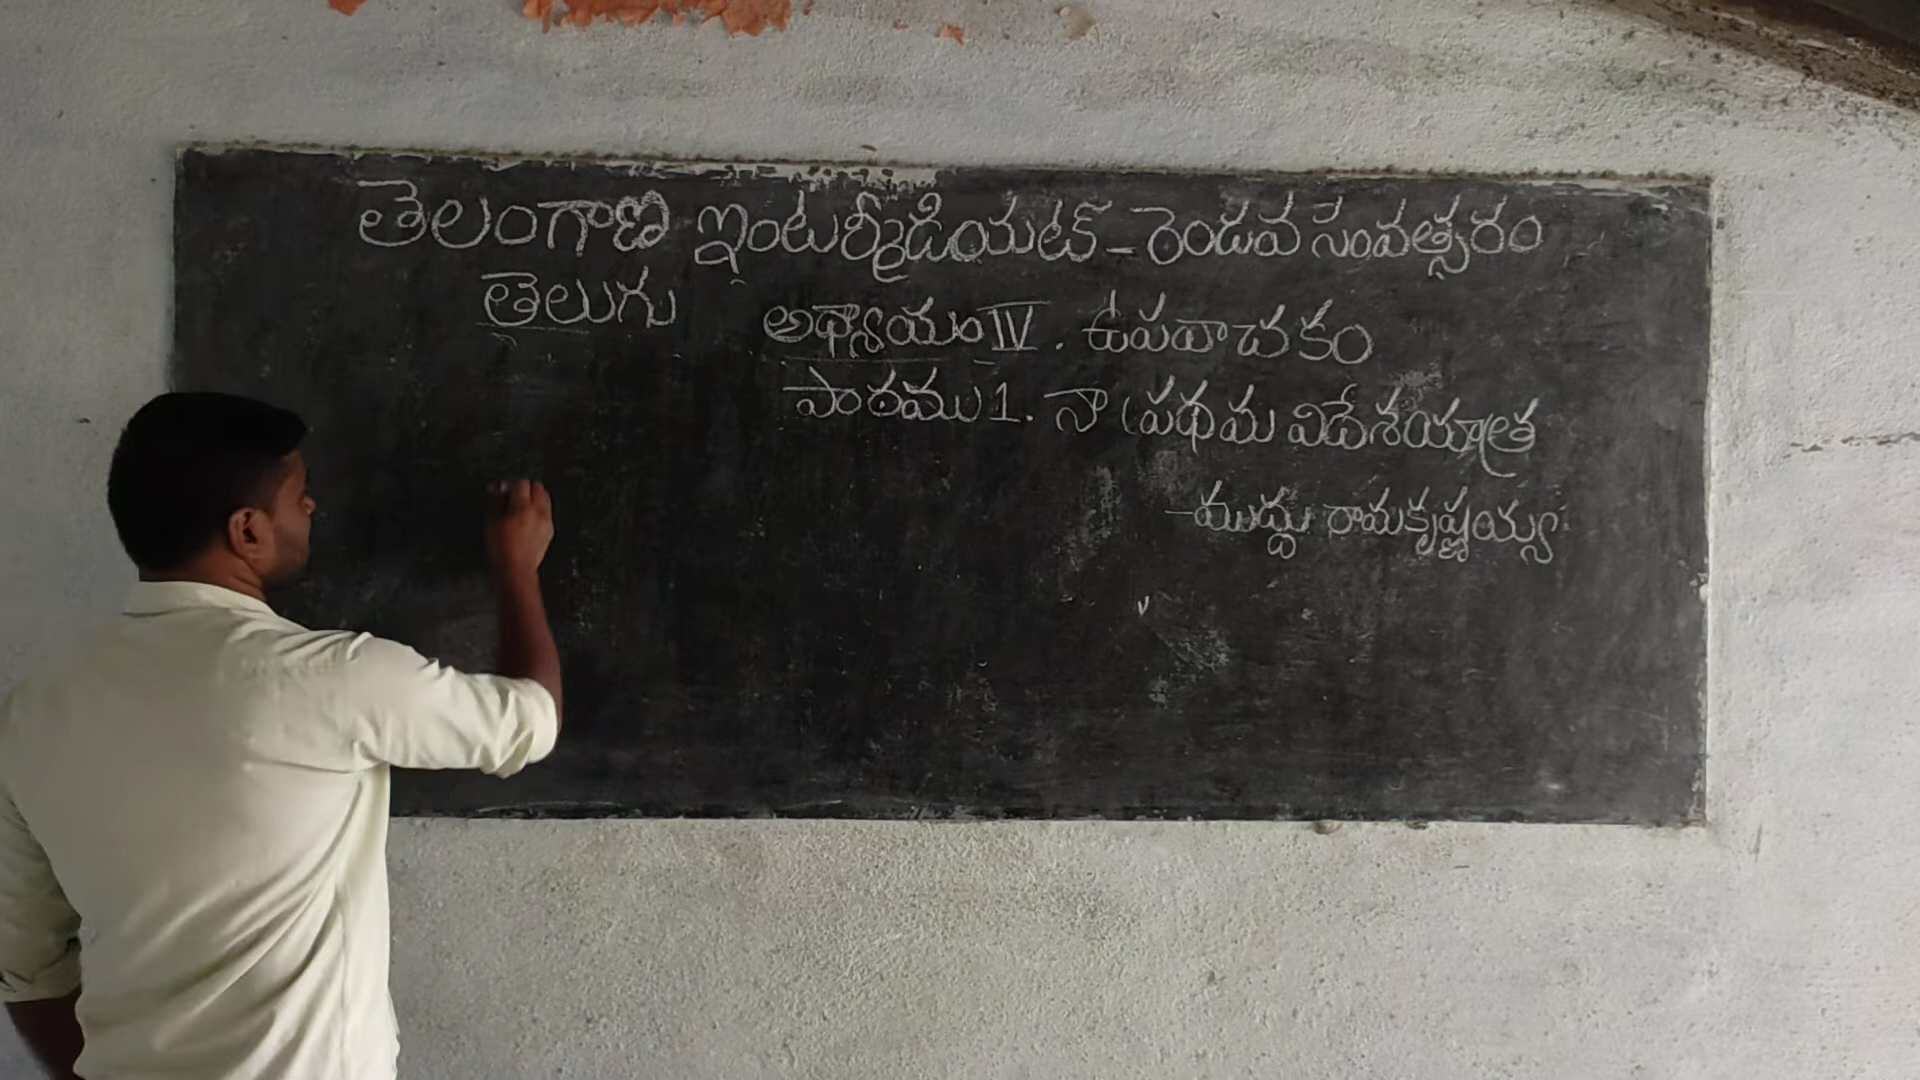 తెలంగాణ ఇంటర్మీడియట్ - రెండవ సంవత్సరం
తెలుగు
అధ్యాయం IV. ఉపవాచకం
పాఠము 1. నా ప్రథమ విదేశయాత్ర
- ముద్దు రామకృష్ణయ్య